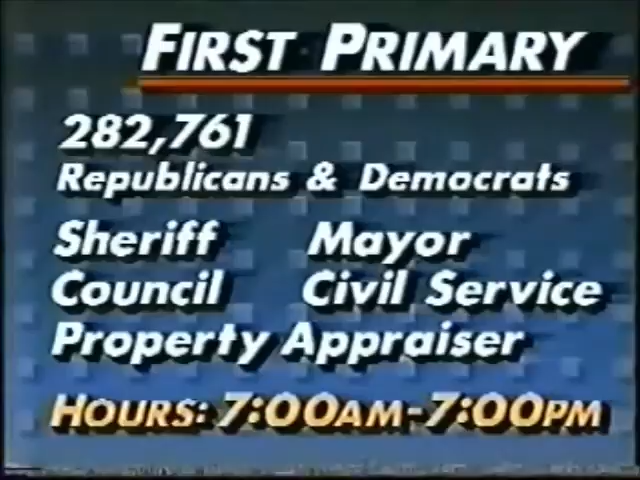 FIRST PRIMARY
282,761
Republicans & Democrats
Sheriff Mayor
Council Civil Service
Property Appraiser
HOURS: 7:00AM-7:00PM